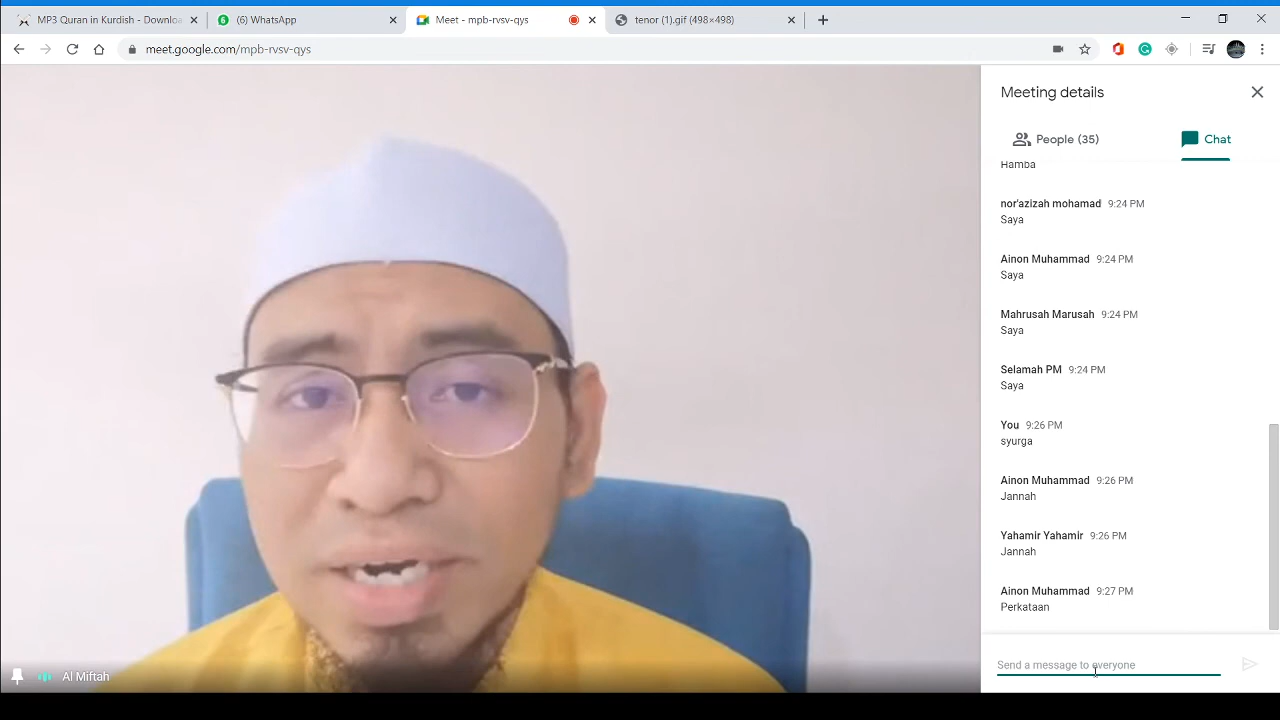 MP3 Quran in Kurdish - Downloa
(6) WhatsApp
Meet - mpb-rvsv-qys
tenor (1).gif (498×498)
meet.google.com/mpb-rvsv-qys
Meeting details
People (35)
Chat
Hamba
nor'azizah mohamad 9:24 PM
Saya
Ainon Muhammad 9:24 PM
Saya
Mahrusah Marusah 9:24 PM
Saya
Selamah PM 9:24 PM
Saya
You 9:26 PM
syurga
Ainon Muhammad 9:26 PM
Jannah
Yahamir Yahamir 9:26 PM
Jannah
Ainon Muhammad 9:27 PM
Perkataan
Send a message to everyone
Al Miftah